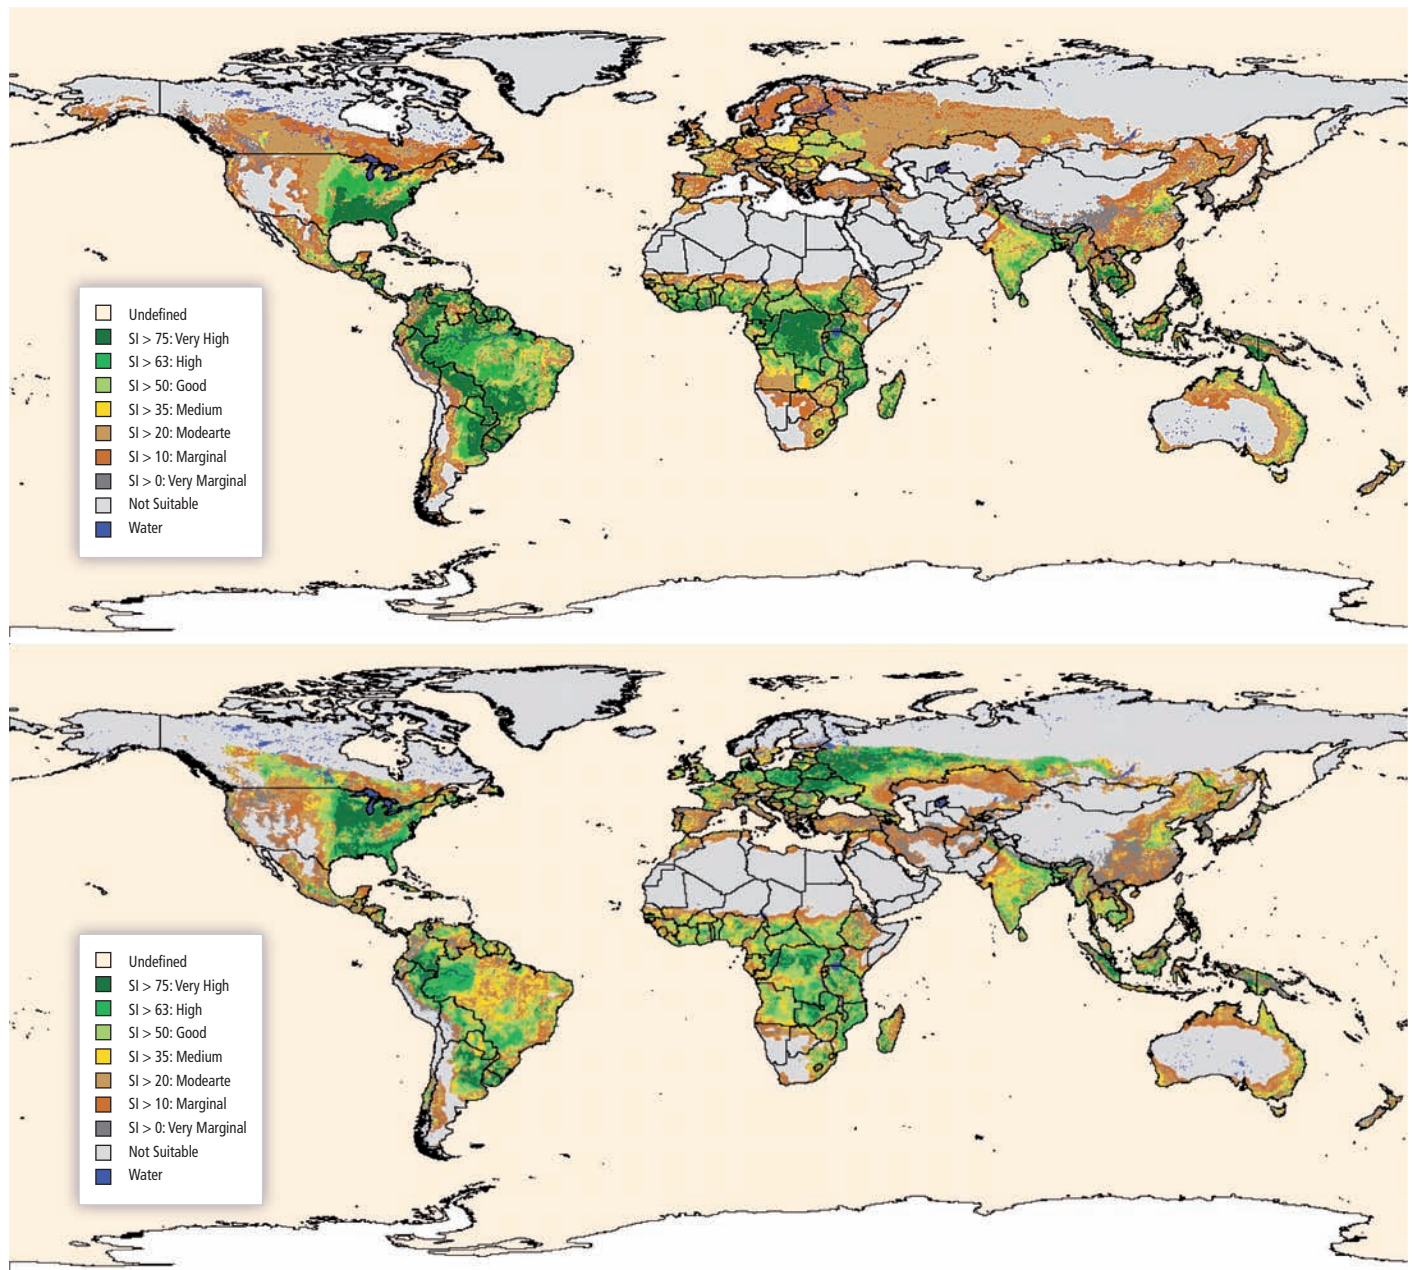 Undefined
SI > 75: Very High
SI > 63: High
SI > 50: Good
SI > 35: Medium
SI > 20: Modearte
SI > 10: Marginal
SI > 0: Very Marginal
Not Suitable
Water
Undefined
SI > 75: Very High
SI > 63: High
SI > 50: Good
SI > 35: Medium
SI > 20: Modearte
SI > 10: Marginal
SI > 0: Very Marginal
Not Suitable
Water